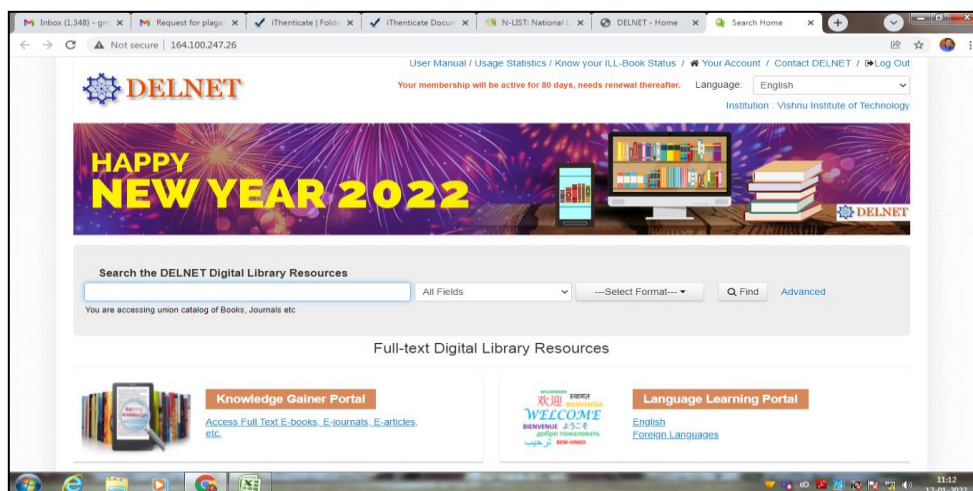 Inbox (1,348) - gm
Request for plaga
iThenticate | Folde
iThenticate Docum
N-LIST: National L
DELNET - Home
Search Home
Not secure | 164.100.247.26
User Manual / Usage Statistics / Know your ILL-Book Status / Your Account / Contact DELNET / Log Out
DELNET
Your membership will be active for 80 days, needs renewal thereafter. Language: English
Institution : Vishnu Institute of Technology
HAPPY
NEW YEAR 2022
DELNET
Search the DELNET Digital Library Resources
All Fields ---Select Format--- Find Advanced
You are accessing union catalog of Books, Journals etc
Full-text Digital Library Resources
Knowledge Gainer Portal
Access Full Text E-books, E-journals, E-articles,
etc.
欢迎 स्वागत
WELCOME
BIENVENUE ようこそ
добро пожаловать
BEM-VINDO
Language Learning Portal
English
Foreign Languages
11:12
12-01-2022